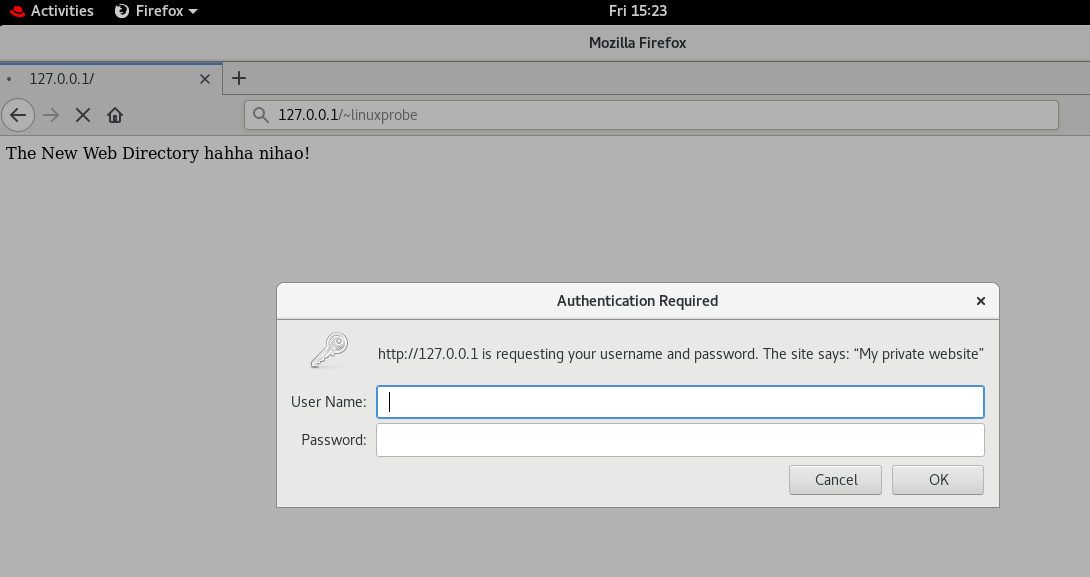 Activities Firefox Fri 15:23
Mozilla Firefox
127.0.0.1/
127.0.0.1/~linuxprobe
The New Web Directory hahha nihao!
Authentication Required
http://127.0.0.1 is requesting your username and password. The site says: “My private website”
User Name:
Password:
Cancel OK